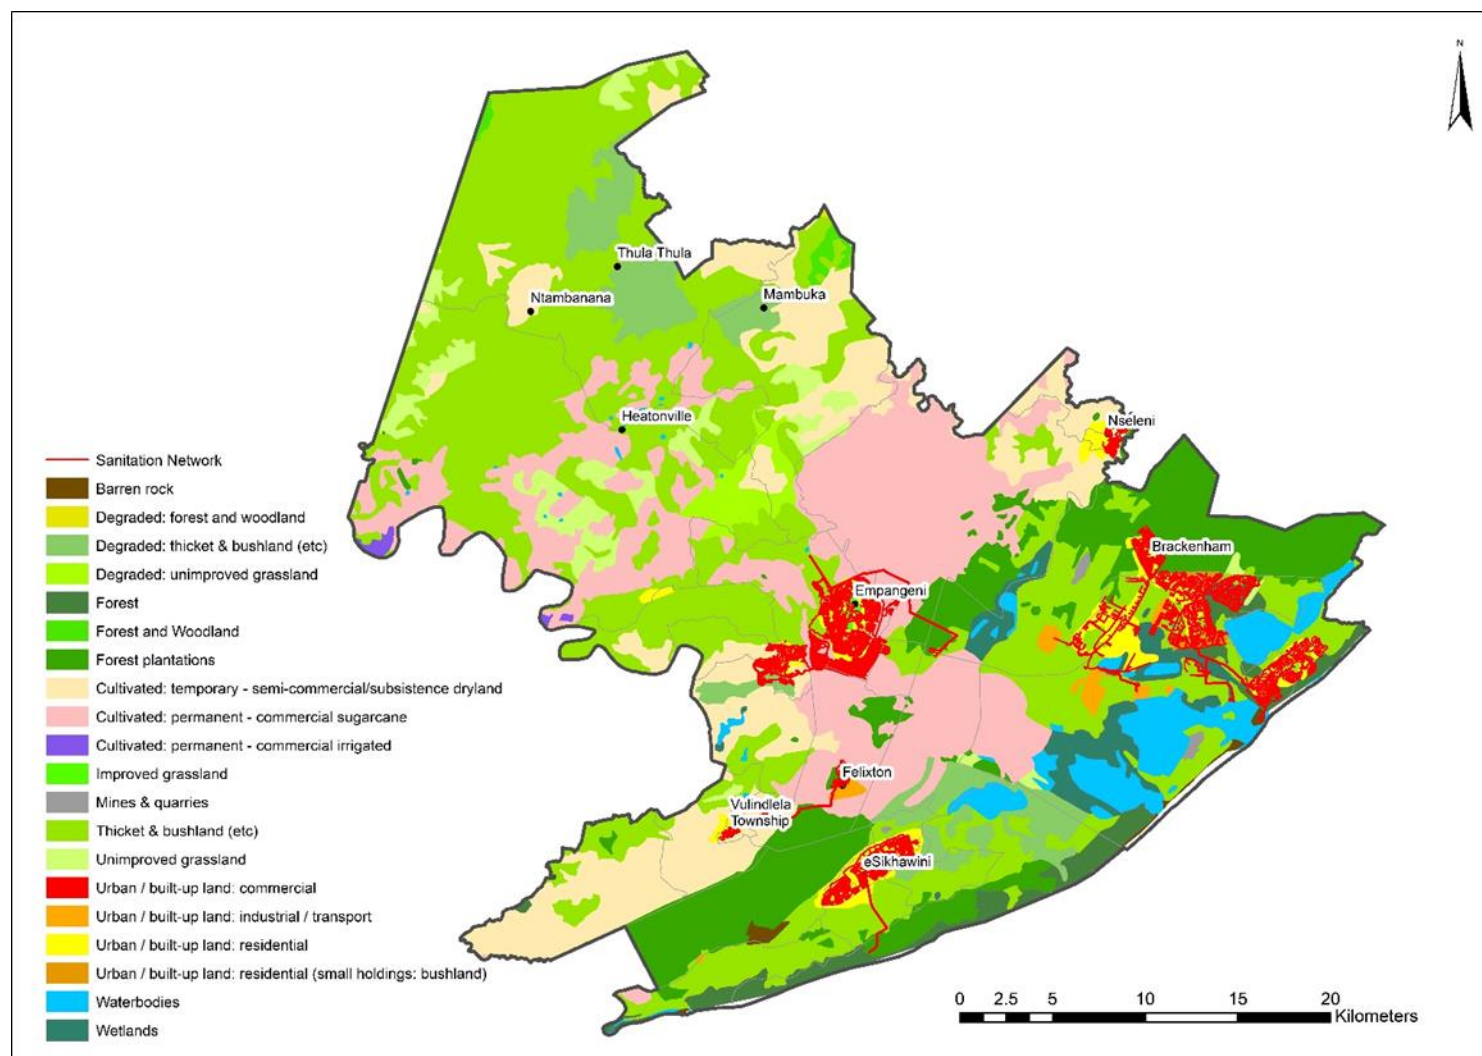 N
Thula Thula
Ntambanana
Mambuka
Heatonville
Nseleni
Brackenham
Empangeni
Felixton
Vulindlela
Township
eSikhawini
Sanitation Network
Barren rock
Degraded: forest and woodland
Degraded: thicket & bushland (etc)
Degraded: unimproved grassland
Forest
Forest and Woodland
Forest plantations
Cultivated: temporary - semi-commercial/subsistence dryland
Cultivated: permanent - commercial sugarcane
Cultivated: permanent - commercial irrigated
Improved grassland
Mines & quarries
Thicket & bushland (etc)
Unimproved grassland
Urban / built-up land: commercial
Urban / built-up land: industrial / transport
Urban / built-up land: residential
Urban / built-up land: residential (small holdings: bushland)
Waterbodies
Wetlands
0 2.5 5 10 15 20
Kilometers